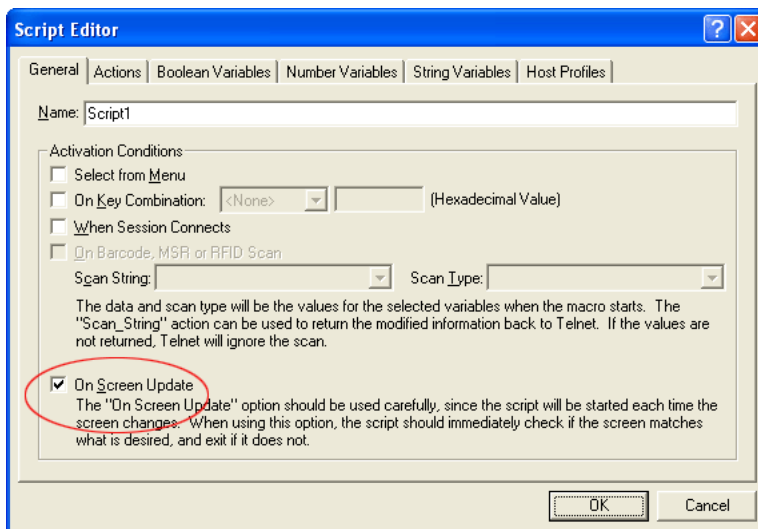 Script Editor
General Actions Boolean Variables Number Variables String Variables Host Profiles
Name: Script1
Activation Conditions
Select from Menu
On Key Combination: <None> (Hexadecimal Value)
When Session Connects
On Barcode, MSR or RFID Scan
Scan String: Scan Type:
The data and scan type will be the values for the selected variables when the macro starts. The
"Scan_String" action can be used to return the modified information back to Telnet. If the values are
not returned, Telnet will ignore the scan.
On Screen Update
The "On Screen Update" option should be used carefully, since the script will be started each time the
screen changes. When using this option, the script should immediately check if the screen matches
what is desired, and exit if it does not.
OK Cancel